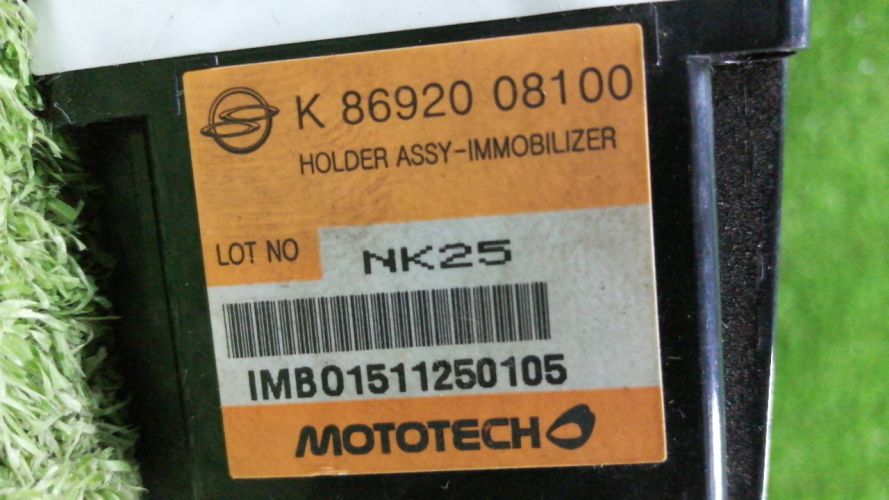 K 86920 08100
HOLDER ASSY-IMMOBILIZER
LOT NO NK25
IMB01511250105
MOTOTECH